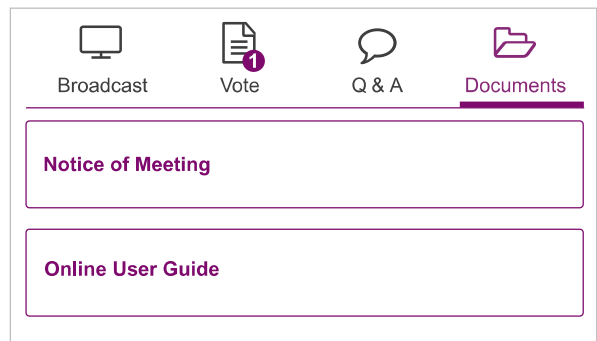 1
Broadcast Vote Q & A Documents
Notice of Meeting
Online User Guide